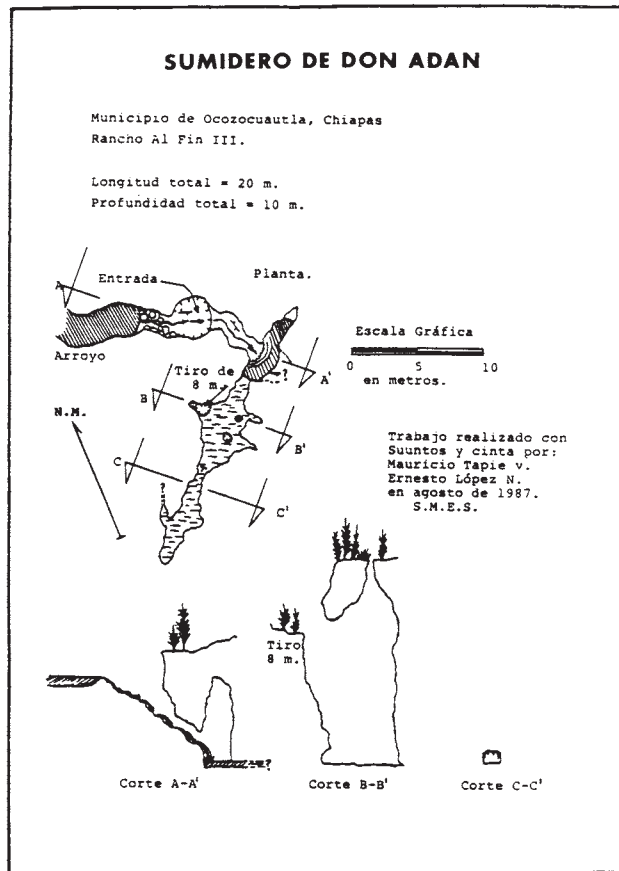 SUMIDERO DE DON ADAN
Municipio de Ocozocuautla, Chiapas
Rancho Al Fin III.
Longitud total = 20 m.
Profundidad total = 10 m.
A
Entrada
Planta.
Arroyo
Escala Gráfica
0 5 10
en metros.
Tiro de
8 m.
?
A'
B
N.M.
B'
C
?
C'
Trabajo realizado con
Suuntos y cinta por:
Mauricio Tapie v.
Ernesto López N.
en agosto de 1987.
S.M.E.S.
Tiro
8 m.
?
Corte A-A'
Corte B-B'
Corte C-C'